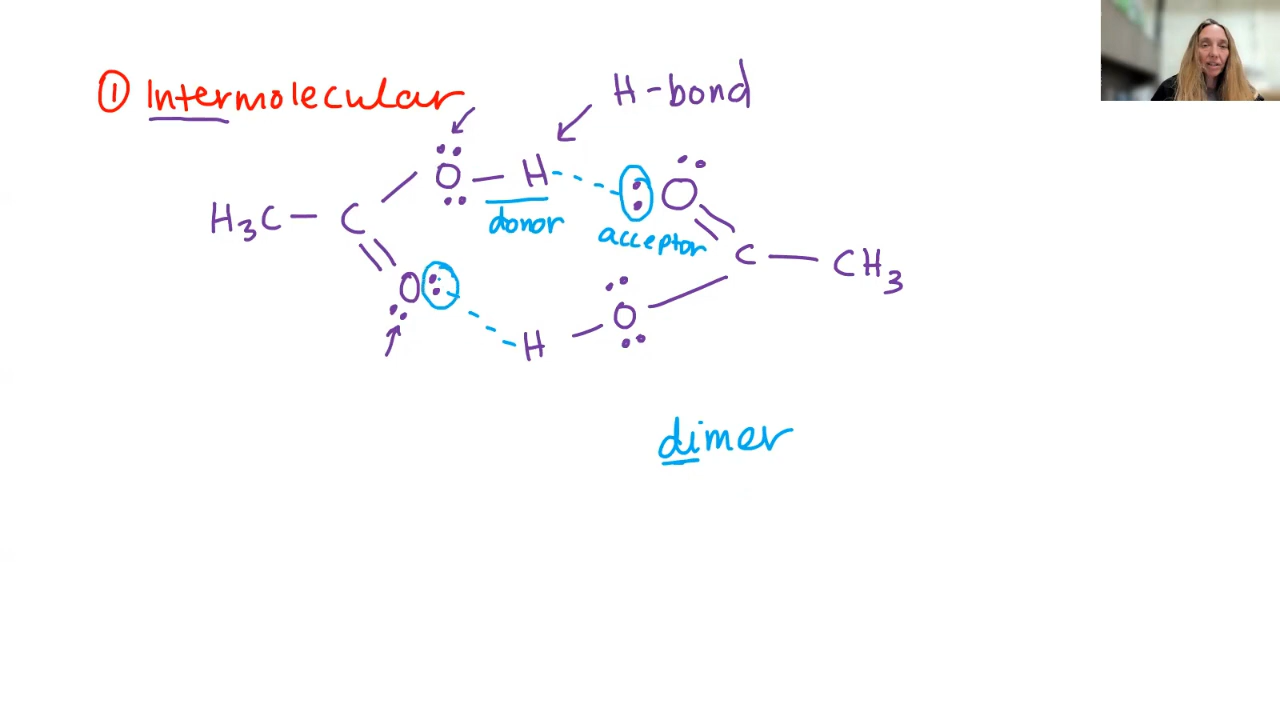 ① Intermolecular
H-bond
O — H
O
H₃C — C
donor
acceptor
C — CH₃
O
O
H
dimer